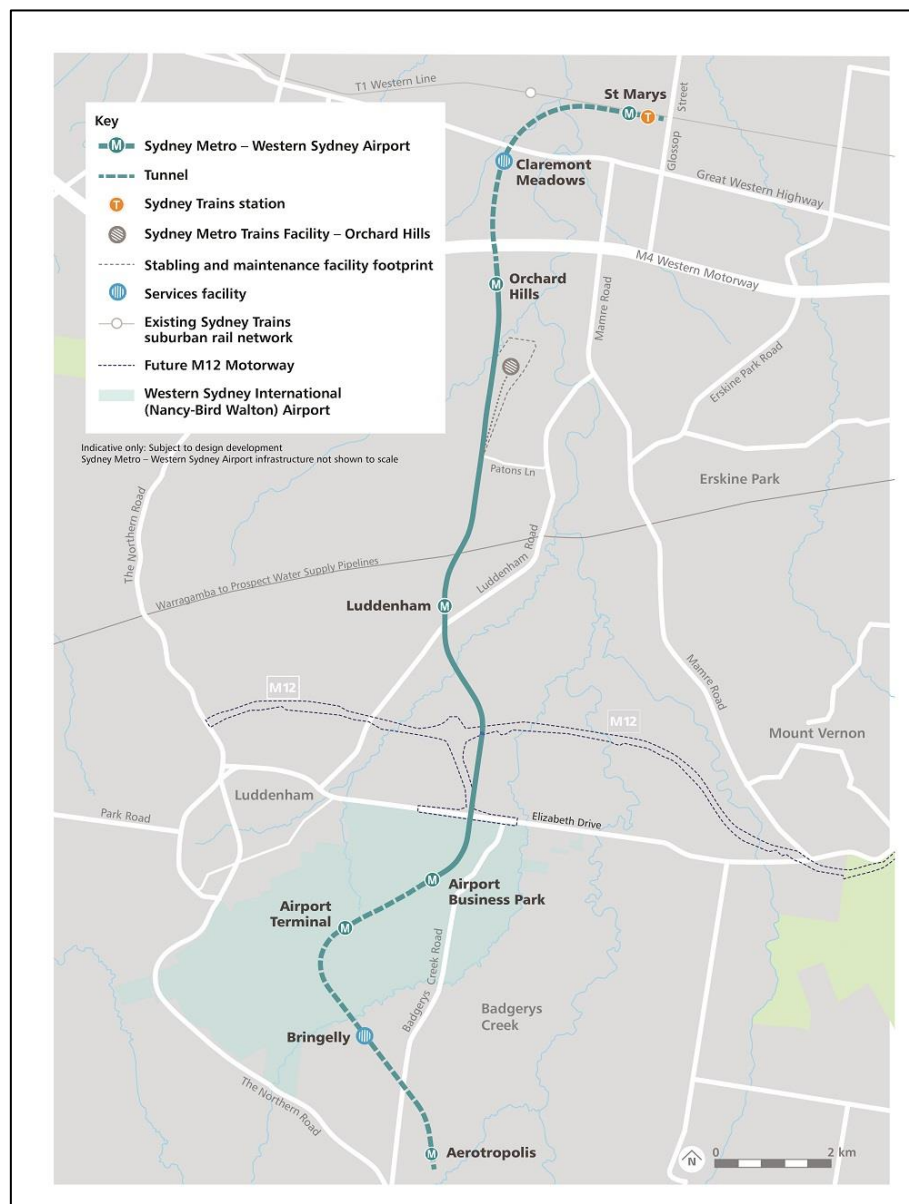 T1 Western Line
St Marys
M
T
Glossop
Street
Key
M Sydney Metro – Western Sydney Airport
Tunnel
T Sydney Trains station
Sydney Metro Trains Facility – Orchard Hills
Stabling and maintenance facility footprint
Services facility
Existing Sydney Trains
suburban rail network
Future M12 Motorway
Western Sydney International
(Nancy-Bird Walton) Airport
Indicative only: Subject to design development
Sydney Metro – Western Sydney Airport infrastructure not shown to scale
Claremont
Meadows
Great Western Highway
M4 Western Motorway
M
Orchard
Hills
Mamre Road
Erskine Park Road
Patons Ln
Erskine Park
The Northern Road
Warragamba to Prospect Water Supply Pipelines
Luddenham Road
Luddenham
M
Mamre Road
M12
M12
Mount Vernon
Luddenham
Park Road
Elizabeth Drive
M
Airport
Business Park
Airport
Terminal
M
Badgerys Creek Road
Badgerys
Creek
Bringelly
The Northern Road
M
Aerotropolis
N
0
2 km